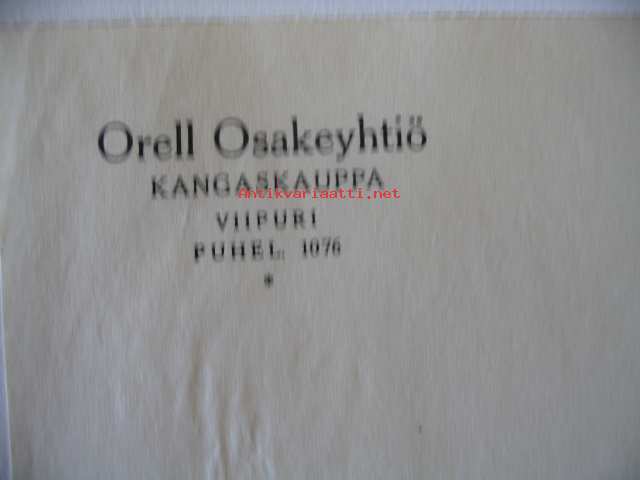 Orell Osakeyhtiö
KANGASKAUPPA
Antikvariaatti.net
VIIPURI
PUHEL. 1076
*